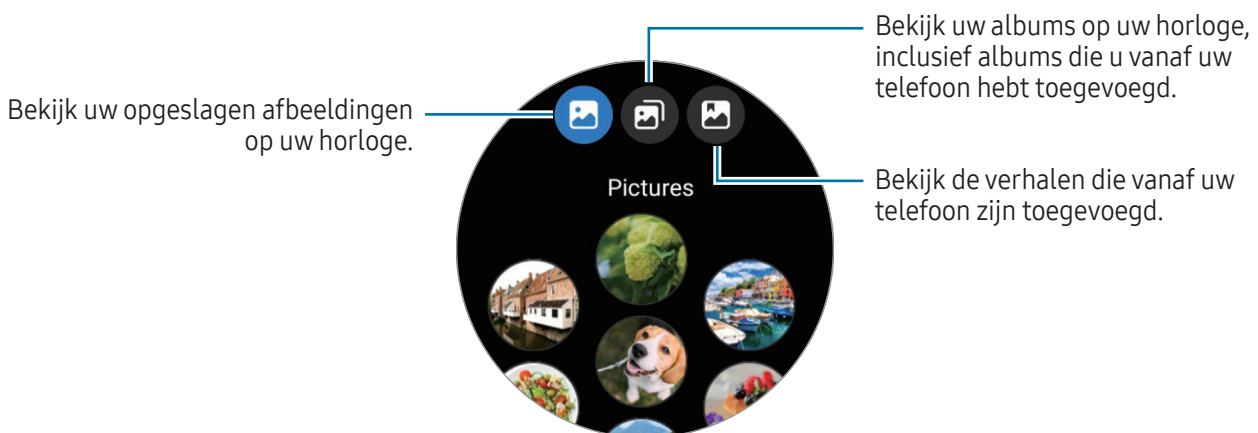 Bekijk uw opgeslagen afbeeldingen
op uw horloge.
Bekijk uw albums op uw horloge,
inclusief albums die u vanaf uw
telefoon hebt toegevoegd.
Bekijk de verhalen die vanaf uw
telefoon zijn toegevoegd.
Pictures